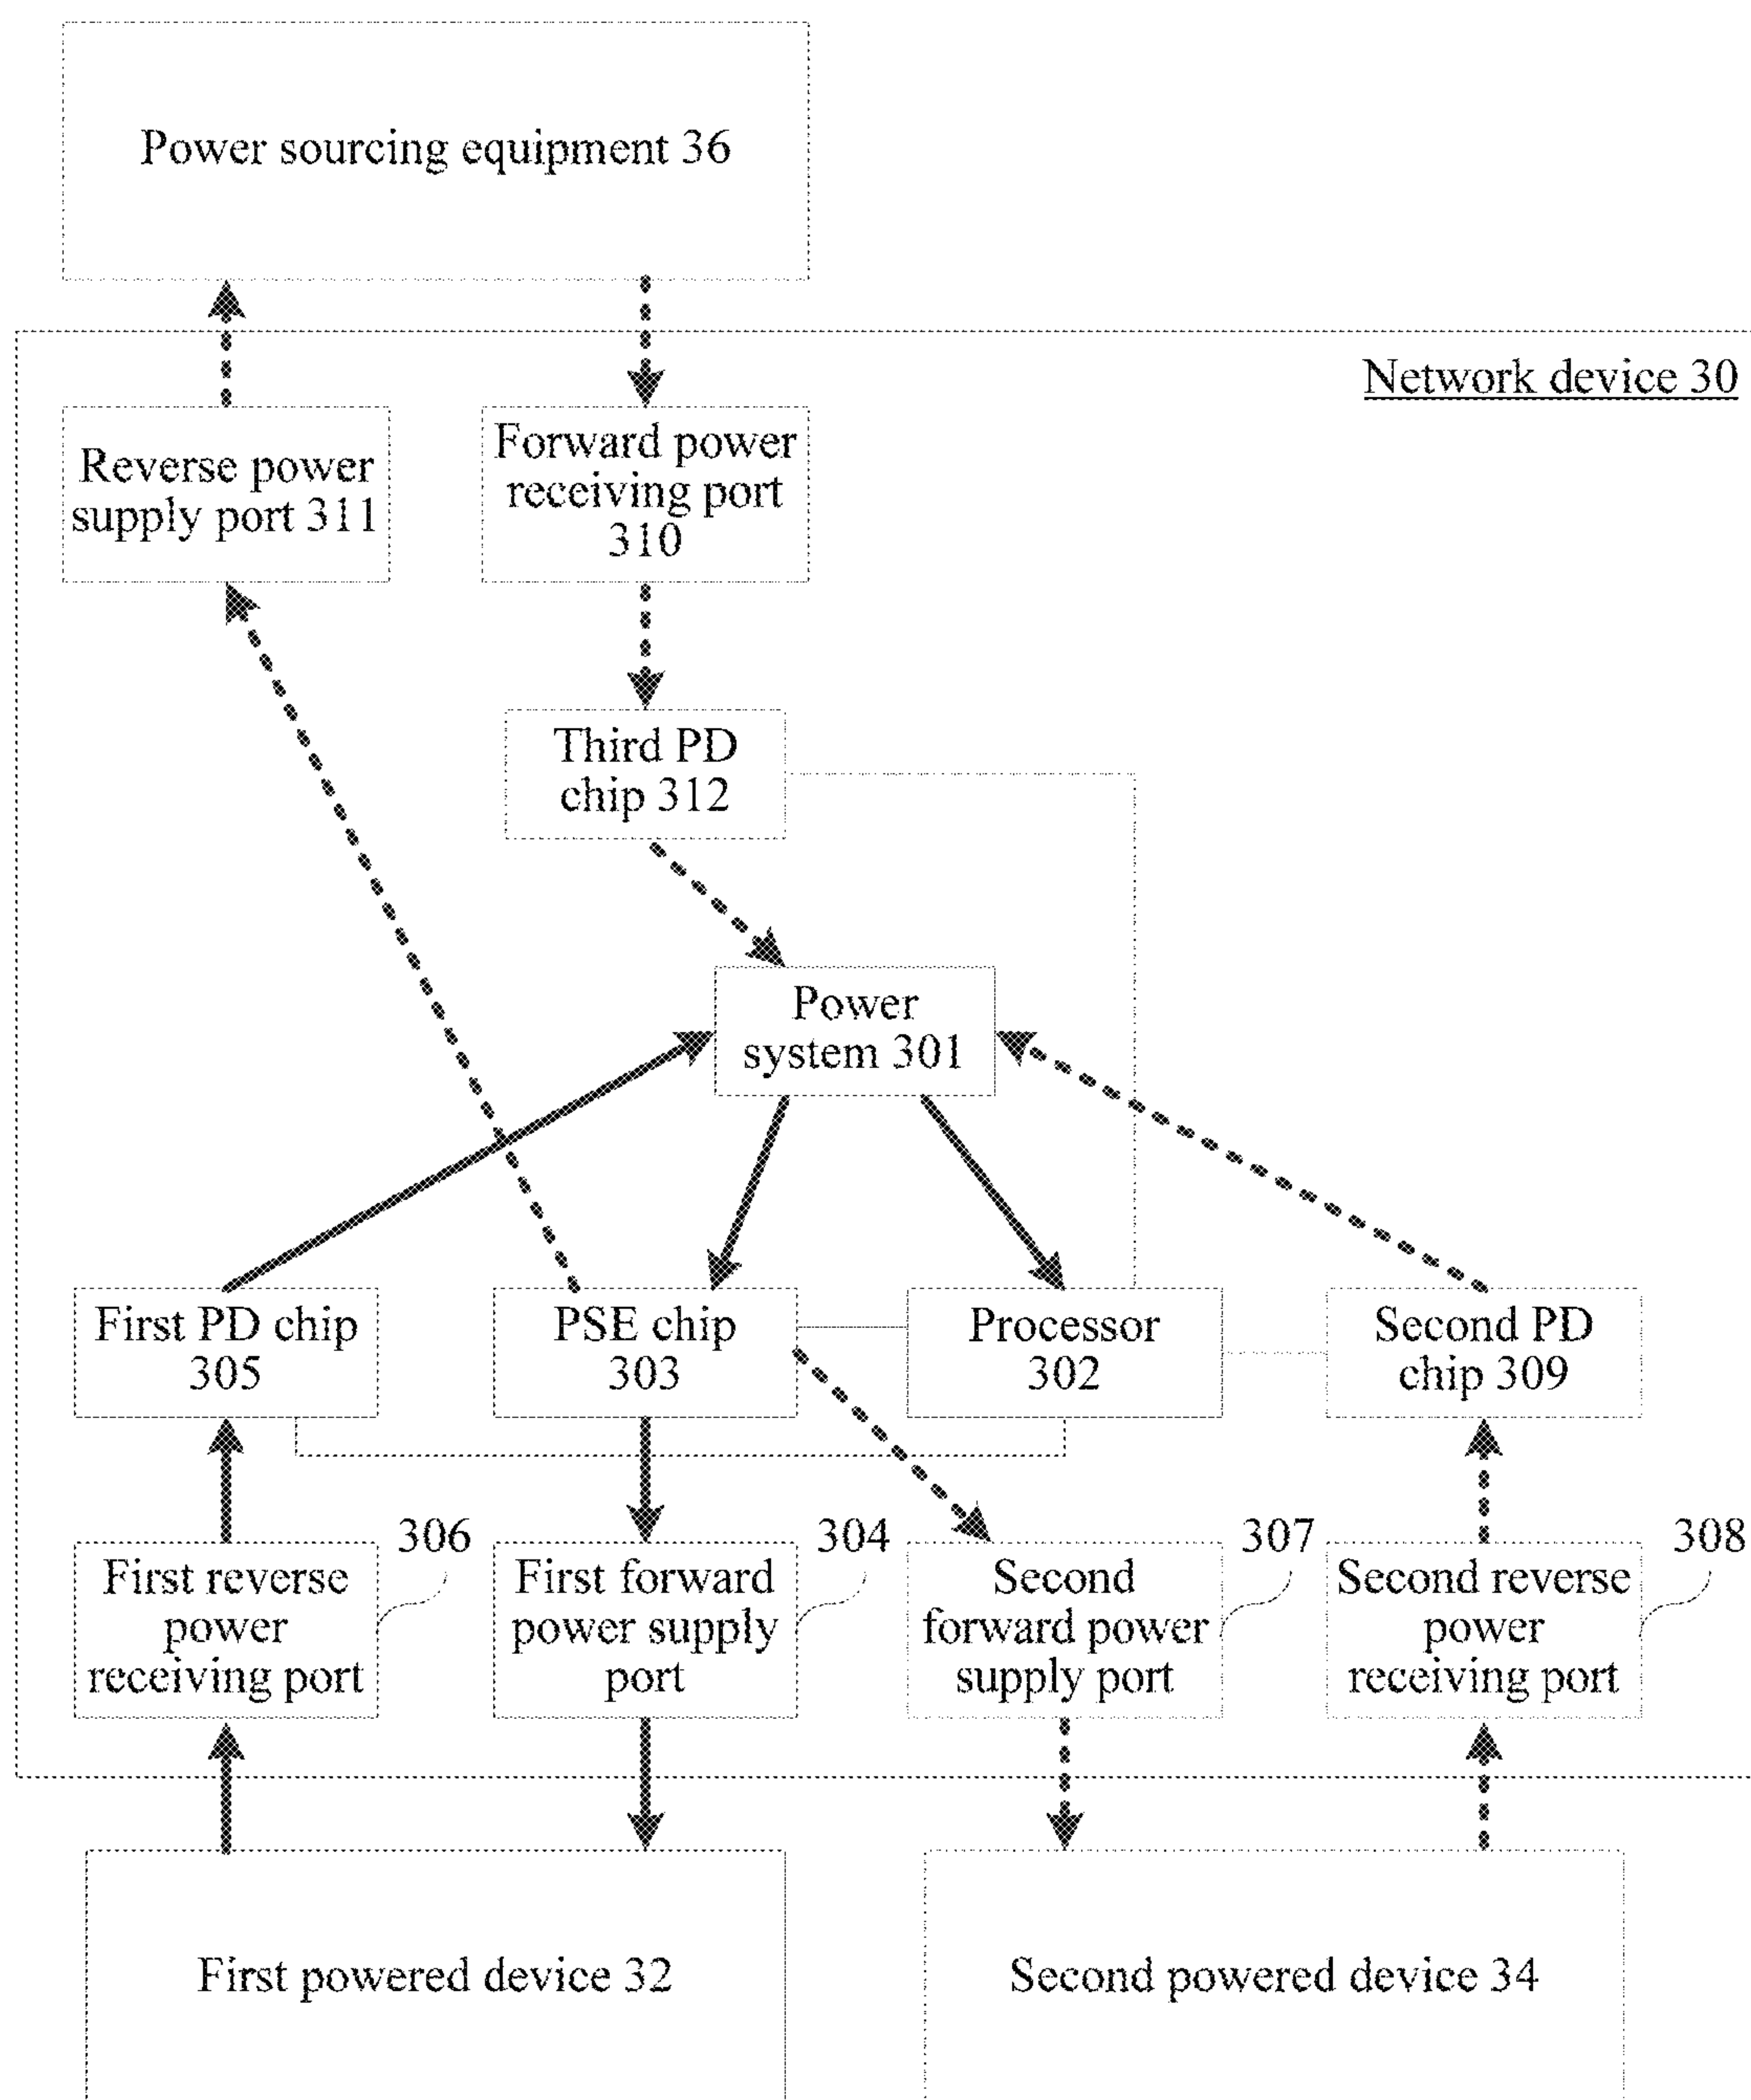 Power sourcing equipment 36
Network device 30
Reverse power
supply port 311
Forward power
receiving port
310
Third PD
chip 312
Power
system 301
First PD chip
305
PSE chip
303
Processor
302
Second PD
chip 309
306
304
307
308
First reverse
power
receiving port
First forward
power supply
port
Second
forward power
supply port
Second reverse
power
receiving port
First powered device 32
Second powered device 34